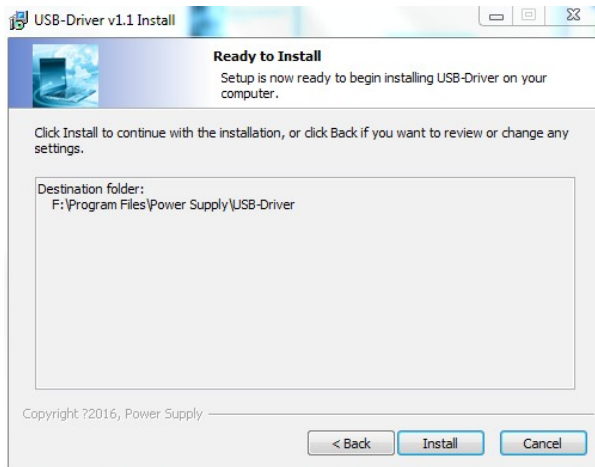 USB-Driver v1.1 Install
Ready to Install
Setup is now ready to begin installing USB-Driver on your
computer.
Click Install to continue with the installation, or click Back if you want to review or change any
settings.
Destination folder:
F:\Program Files\Power Supply\USB-Driver
Copyright ?2016, Power Supply
< Back
Install
Cancel